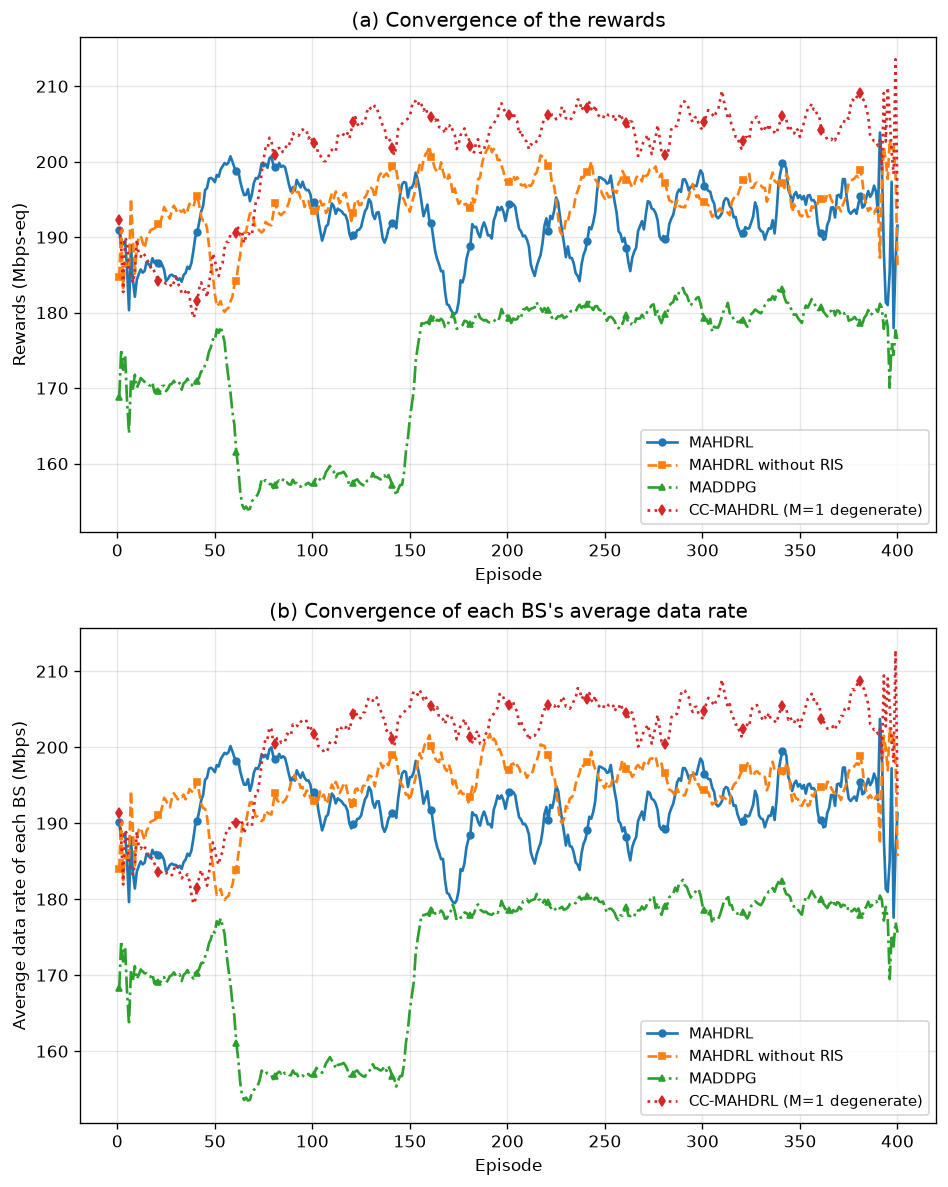 (a) Convergence of the rewards
Rewards (Mbps-eq)
210
200
190
180
170
160
0 50 100 150 200 250 300 350 400
Episode
MAHDRL
MAHDRL without RIS
MADDPG
CC-MAHDRL (M=1 degenerate)
(b) Convergence of each BS's average data rate
Average data rate of each BS (Mbps)
210
200
190
180
170
160
0 50 100 150 200 250 300 350 400
Episode
MAHDRL
MAHDRL without RIS
MADDPG
CC-MAHDRL (M=1 degenerate)